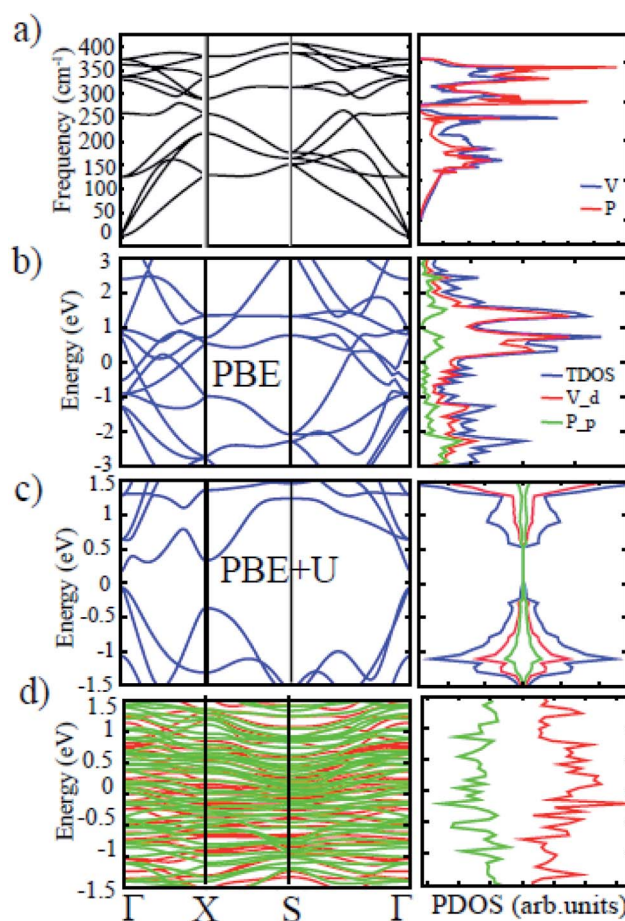 a)
400
350
300
250
200
150
100
50
0
Frequency (cm⁻¹)
V
P
b)
3
2
1
0
-1
-2
-3
Energy (eV)
PBE
TDOS
V_d
P_p
c)
1.5
1
0.5
0
-0.5
-1
-1.5
Energy (eV)
PBE+U
d)
1.5
1
0.5
0
-0.5
-1
-1.5
Energy (eV)
Γ X S Γ
PDOS (arb.units)